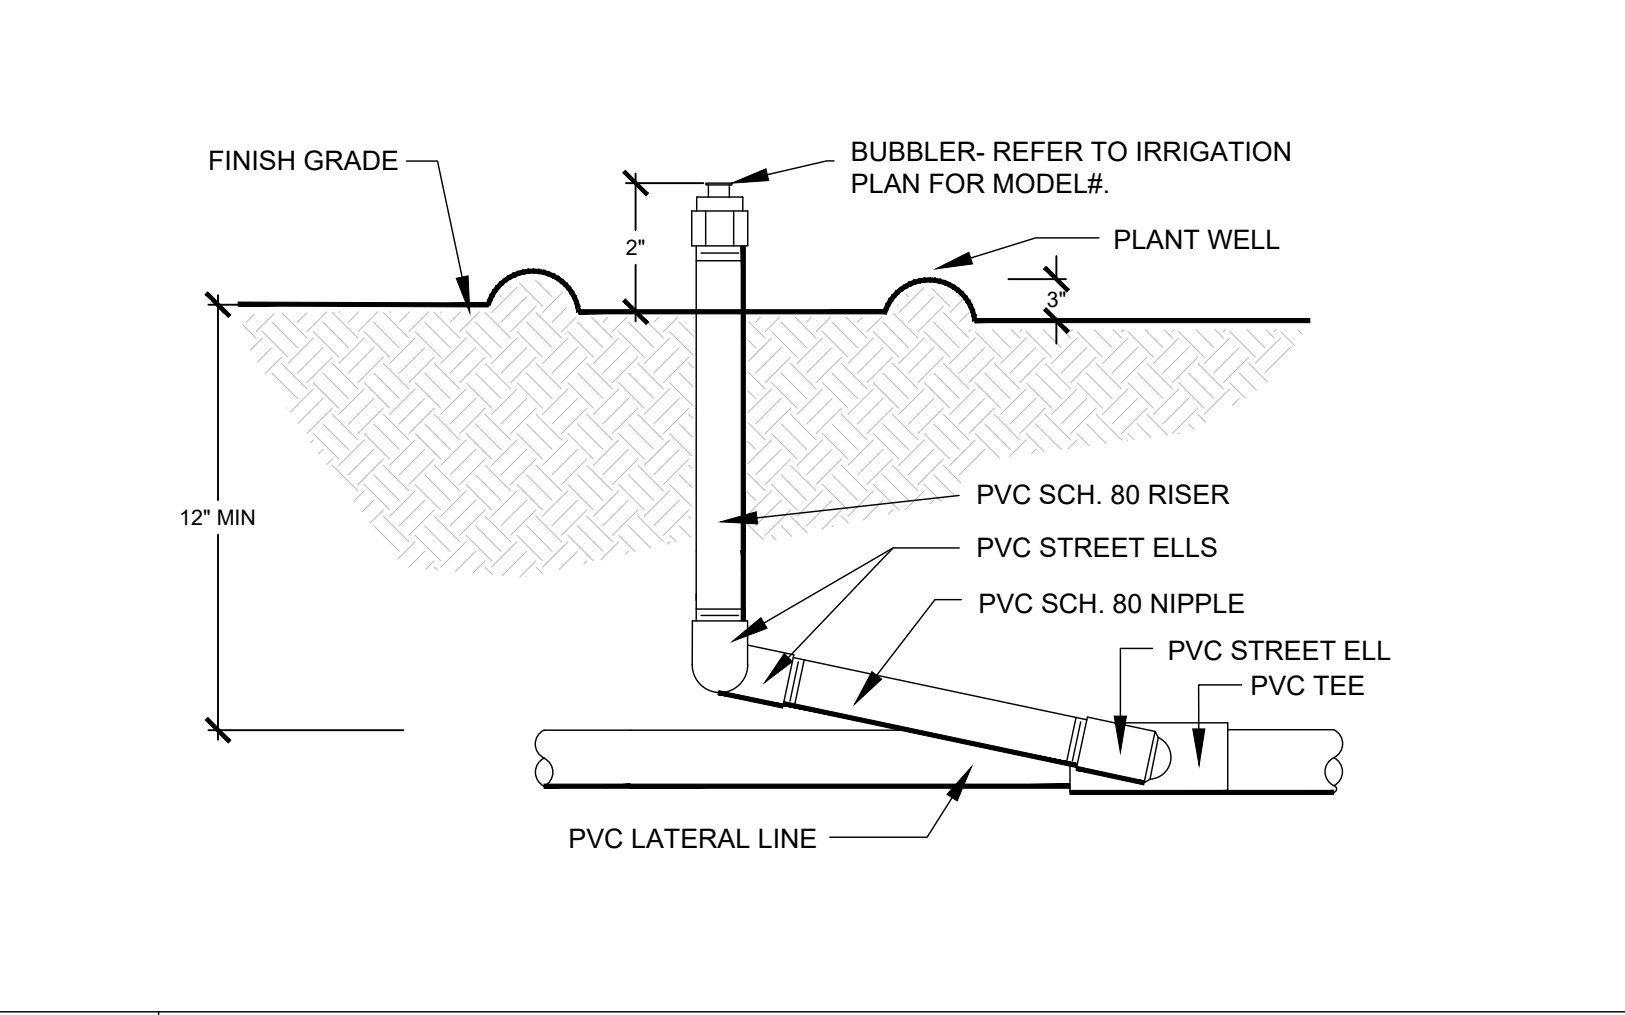 FINISH GRADE
BUBBLER- REFER TO IRRIGATION
PLAN FOR MODEL#.
PLANT WELL
2"
3"
12" MIN
PVC SCH. 80 RISER
PVC STREET ELLS
PVC SCH. 80 NIPPLE
PVC STREET ELL
PVC TEE
PVC LATERAL LINE